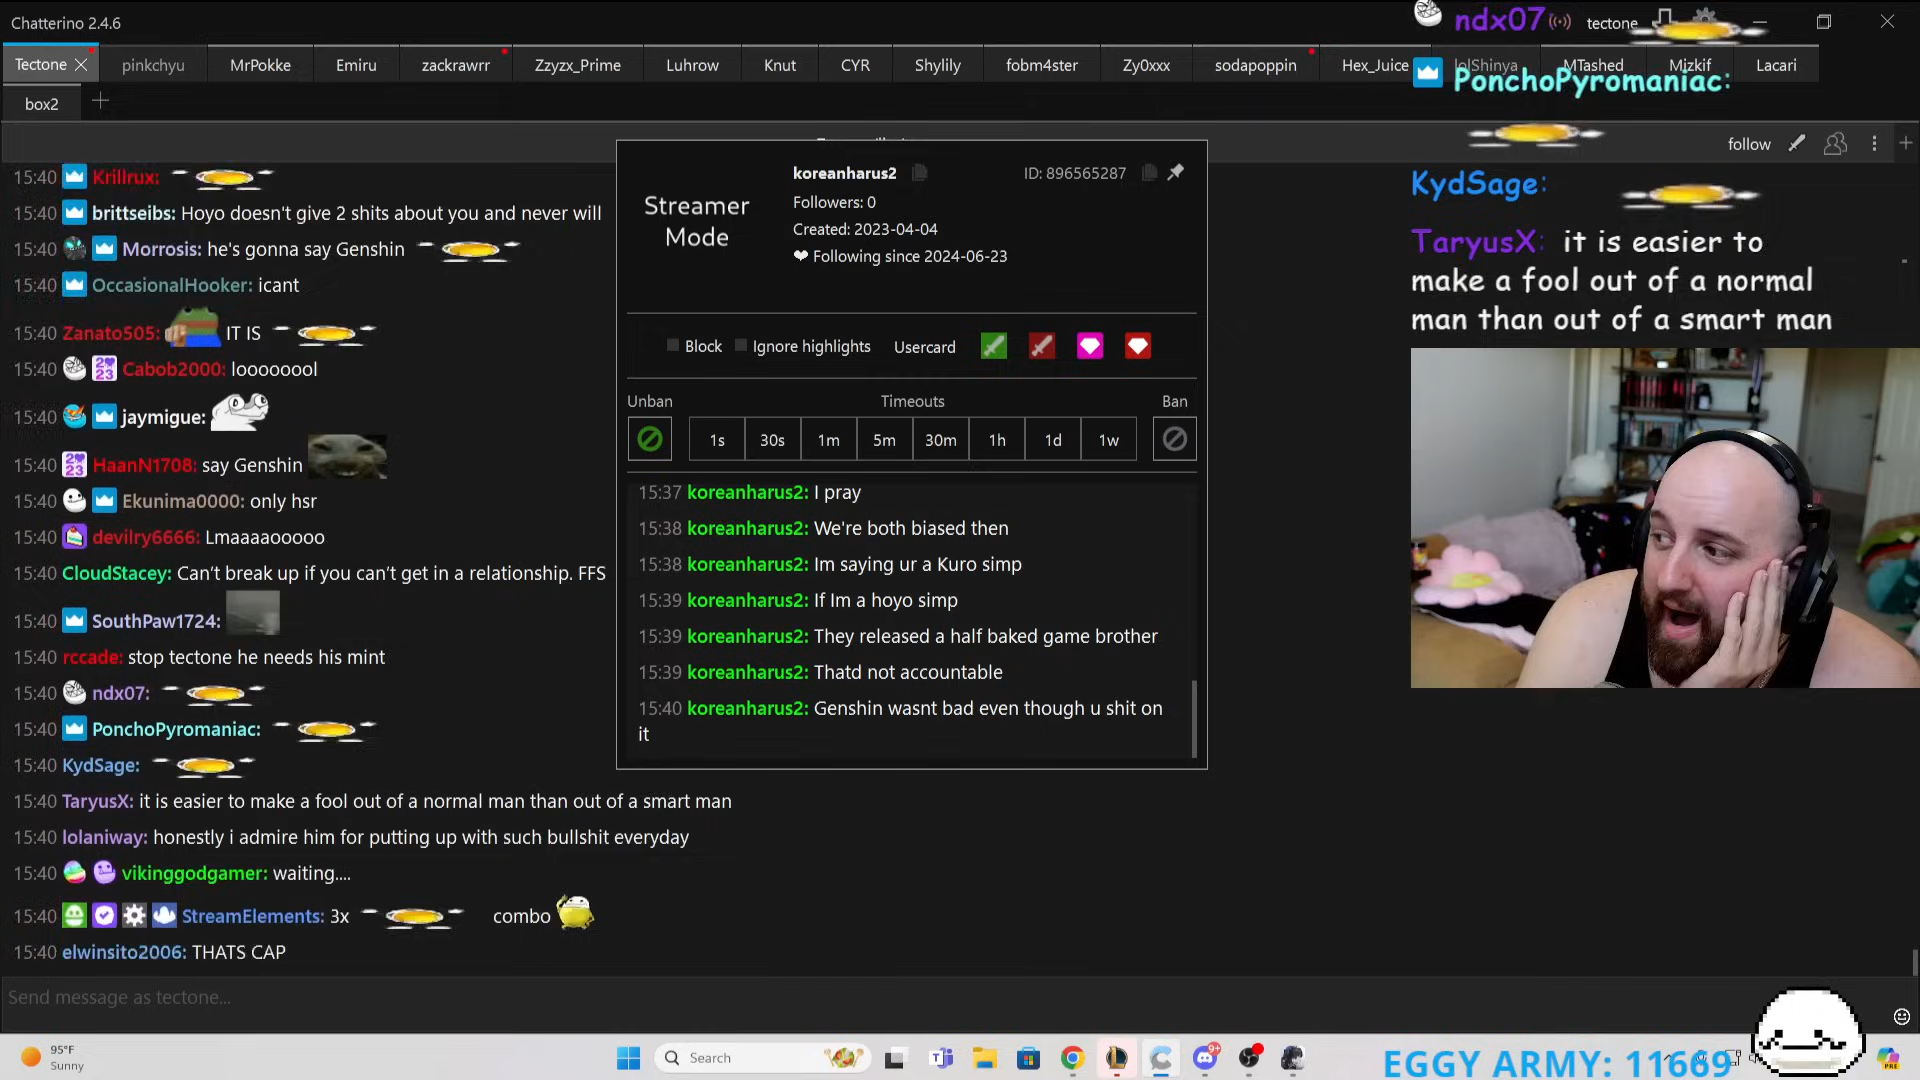 Chatterino 2.4.6
ndx07
tectone
Tectone
pinkchyu
MrPokke
Emiru
zackrawrr
Zzyzx_Prime
Luhrow
Knut
CYR
Shylily
fobm4ster
Zy0xxx
sodapoppin
Hex_Juice
lolShinya
MTashed
Mizkif
Lacari
PonchoPyromaniac:
box2
follow
15:40 Krillrux:
15:40 brittseibs: Hoyo doesn't give 2 shits about you and never will
15:40 Morrosis: he's gonna say Genshin
15:40 OccasionalHooker: icant
15:40 Zanato505: IT IS
15:40 2023 Cabob2000: loooooool
15:40 jaymigue:
15:40 2023 HaanN1708: say Genshin
15:40 Ekunima0000: only hsr
15:40 devilry6666: Lmaaaaooooo
15:40 CloudStacey: Can't break up if you can't get in a relationship. FFS
15:40 SouthPaw1724:
15:40 rccade: stop tectone he needs his mint
15:40 ndx07:
15:40 PonchoPyromaniac:
15:40 KydSage:
15:40 TaryusX: it is easier to make a fool out of a normal man than out of a smart man
15:40 lolaniway: honestly i admire him for putting up with such bullshit everyday
15:40 vikinggodgamer: waiting....
15:40 StreamElements: 3x combo
15:40 elwinsito2006: THATS CAP
Send message as tectone...
Streamer
Mode
koreanharus2
ID: 896565287
Followers: 0
Created: 2023-04-04
❤ Following since 2024-06-23
Block
Ignore highlights
Usercard
Unban
Timeouts
Ban
1s
30s
1m
5m
30m
1h
1d
1w
15:37 koreanharus2: I pray
15:38 koreanharus2: We're both biased then
15:38 koreanharus2: Im saying ur a Kuro simp
15:39 koreanharus2: If Im a hoyo simp
15:39 koreanharus2: They released a half baked game brother
15:39 koreanharus2: Thatd not accountable
15:40 koreanharus2: Genshin wasnt bad even though u shit on
it
KydSage:
TaryusX: it is easier to
make a fool out of a normal
man than out of a smart man
95°F
Sunny
Search
9+
EGGY ARMY: 11669
PRE